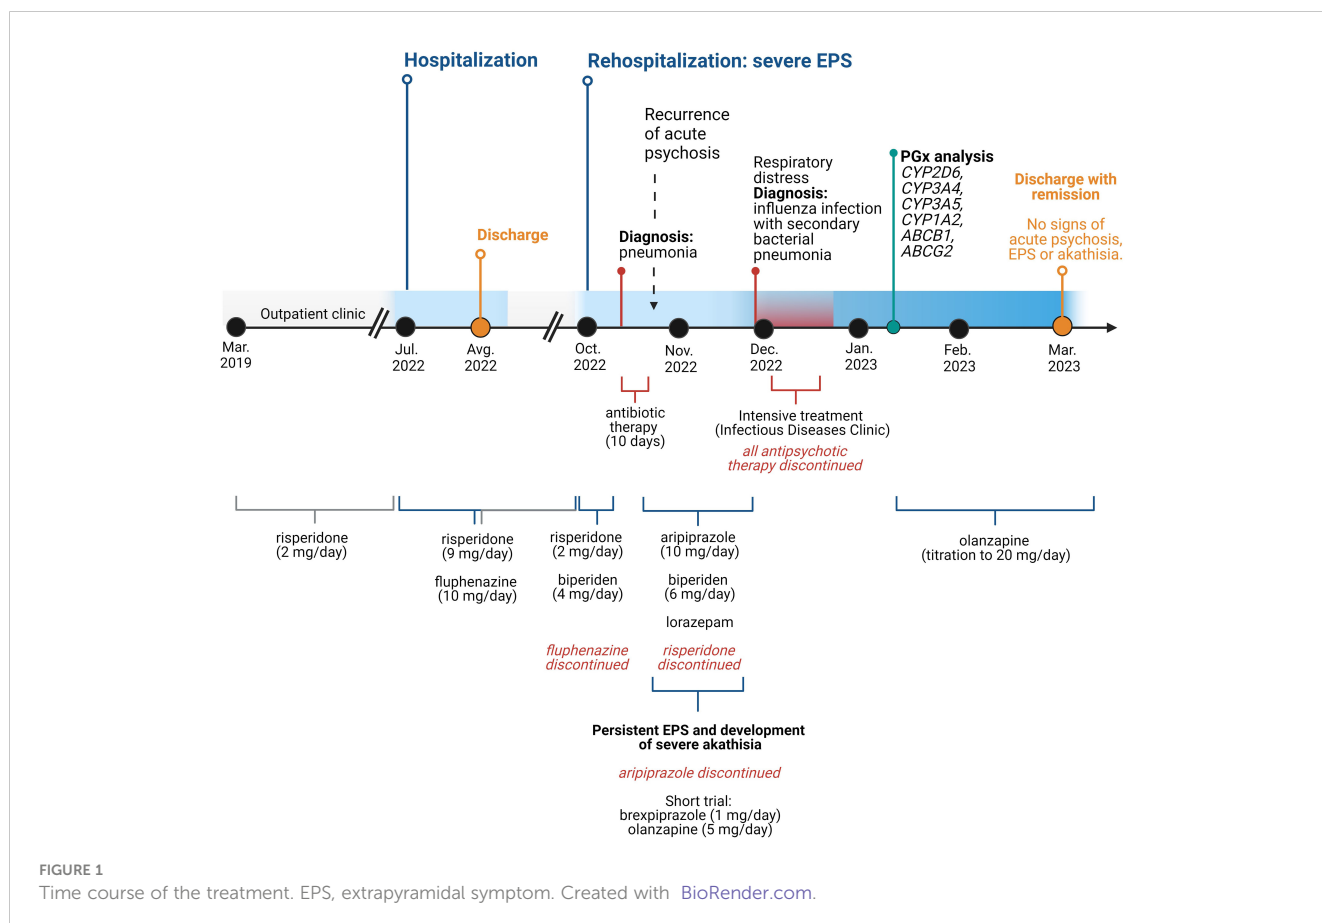 Hospitalization
Rehospitalization: severe EPS
Recurrence
of acute
psychosis
Respiratory
distress
Diagnosis:
influenza infection
with secondary
bacterial
pneumonia
PGx analysis
CYP2D6,
CYP3A4,
CYP3A5,
CYP1A2,
ABCB1,
ABCG2
Discharge with
remission
No signs of
acute psychosis,
EPS or akathisia.
Discharge
Diagnosis:
pneumonia
Outpatient clinic
Mar.
2019
Jul.
2022
Avg.
2022
Oct.
2022
Nov.
2022
Dec.
2022
Jan.
2023
Feb.
2023
Mar.
2023
antibiotic
therapy
(10 days)
Intensive treatment
(Infectious Diseases Clinic)
all antipsychotic
therapy discontinued
risperidone
(2 mg/day)
risperidone
(9 mg/day)
fluphenazine
(10 mg/day)
risperidone
(2 mg/day)
biperiden
(4 mg/day)
fluphenazine
discontinued
aripiprazole
(10 mg/day)
biperiden
(6 mg/day)
lorazepam
risperidone
discontinued
olanzapine
(titration to 20 mg/day)
Persistent EPS and development
of severe akathisia
aripiprazole discontinued
Short trial:
brexpiprazole (1 mg/day)
olanzapine (5 mg/day)
FIGURE 1
Time course of the treatment. EPS, extrapyramidal symptom. Created with BioRender.com.